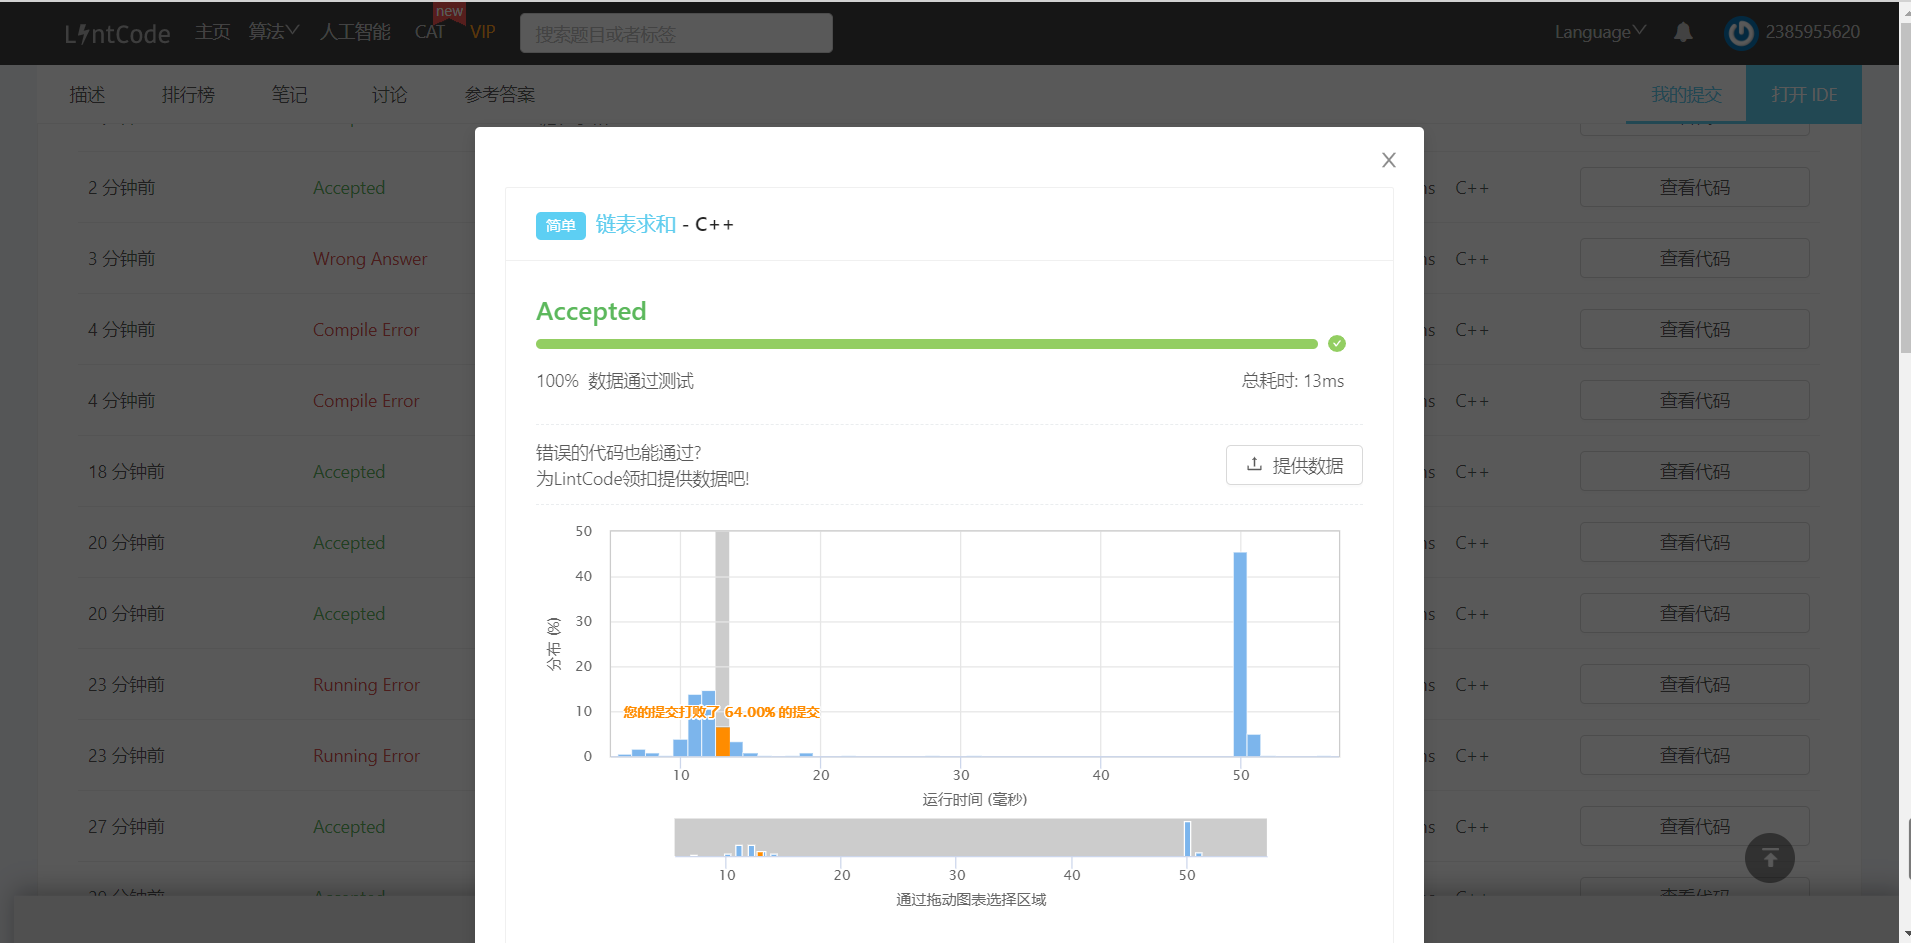 LintCode 主页 算法 人工智能 CAT new VIP 搜索题目或者标签 Language 2385955620
描述 排行榜 笔记 讨论 参考答案 我的提交 打开 IDE
2 分钟前 Accepted ns C++ 查看代码
3 分钟前 Wrong Answer ns C++ 查看代码
4 分钟前 Compile Error ns C++ 查看代码
4 分钟前 Compile Error ns C++ 查看代码
18 分钟前 Accepted ns C++ 查看代码
20 分钟前 Accepted ns C++ 查看代码
20 分钟前 Accepted ns C++ 查看代码
23 分钟前 Running Error ns C++ 查看代码
23 分钟前 Running Error ns C++ 查看代码
27 分钟前 Accepted ns C++ 查看代码
简单 链表求和 - C++
Accepted
100% 数据通过测试 总耗时: 13ms
错误的代码也能通过?
为LintCode领扣提供数据吧!
提供数据
50
40
30
20
10
0
分布 (%)
您的提交打败了 64.00% 的提交
10 20 30 40 50
运行时间 (毫秒)
10 20 30 40 50
通过拖动图表选择区域